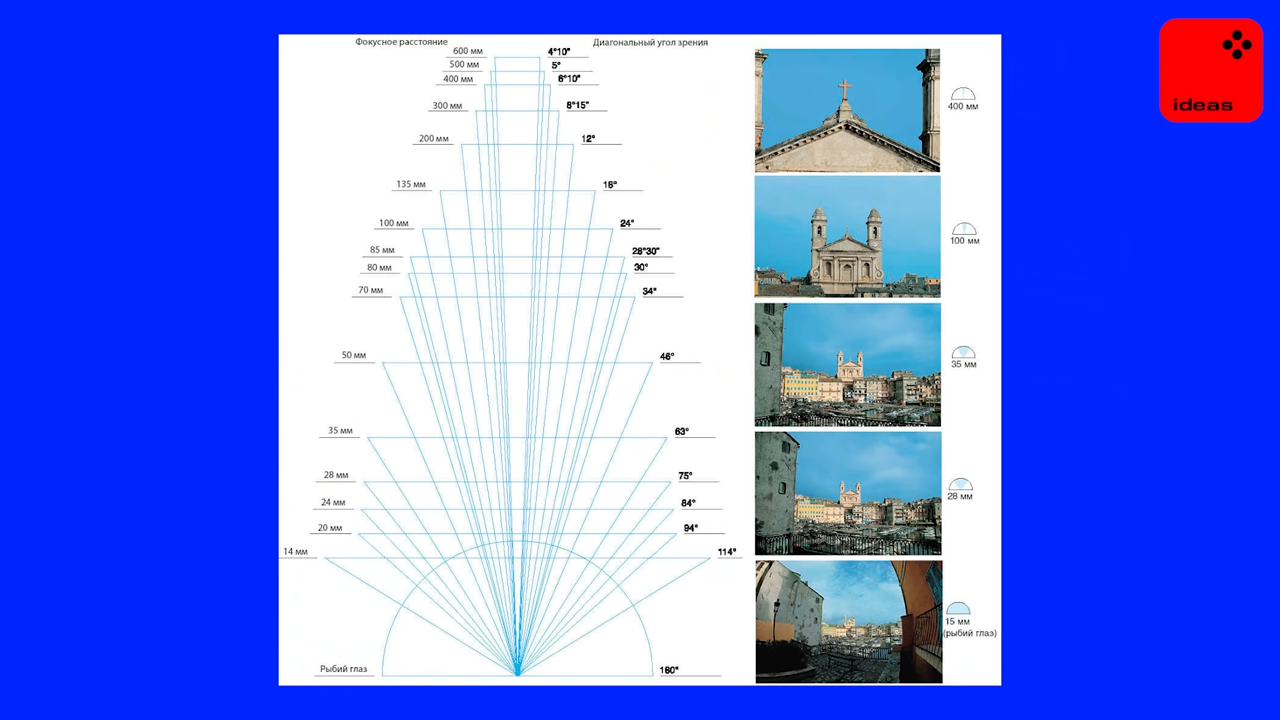 Фокусное расстояние
Диагональный угол зрения
600 мм
4°10"
500 мм
5°
400 мм
6°10"
300 мм
8°15"
200 мм
12°
135 мм
18°
100 мм
24°
85 мм
28°30"
80 мм
30°
70 мм
34°
50 мм
46°
35 мм
63°
28 мм
75°
24 мм
84°
20 мм
94°
14 мм
114°
Рыбий глаз
180°
400 мм
100 мм
35 мм
28 мм
15 мм
(рыбий глаз)
ideas